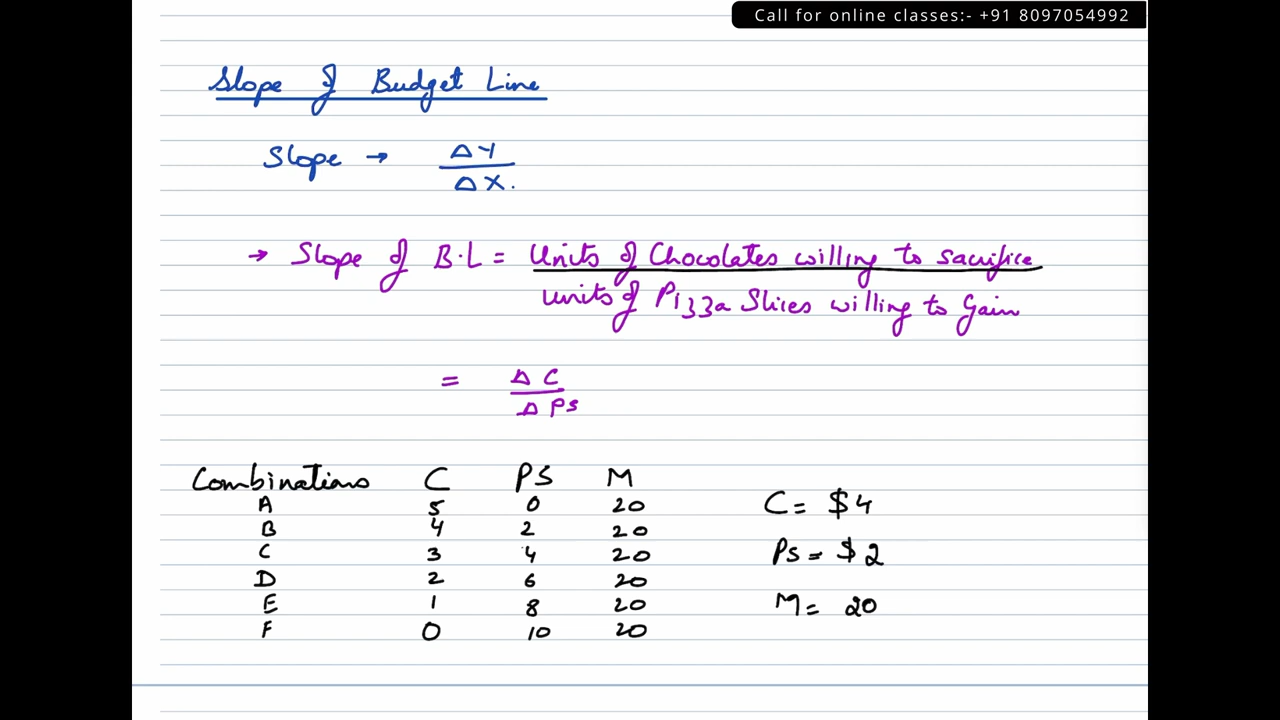 Call for online classes:- +91 8097054992
Slope of Budget Line
Slope → ΔY
ΔX.
→ Slope of B.L = Units of Chocolates willing to sacrifice
Units of Pizza Slices willing to Gain
= ΔC
ΔPS
Combinations C PS M
A 5 0 20
B 4 2 20
C 3 4 20
D 2 6 20
E 1 8 20
F 0 10 20
C = $4
Ps = $2
M = 20